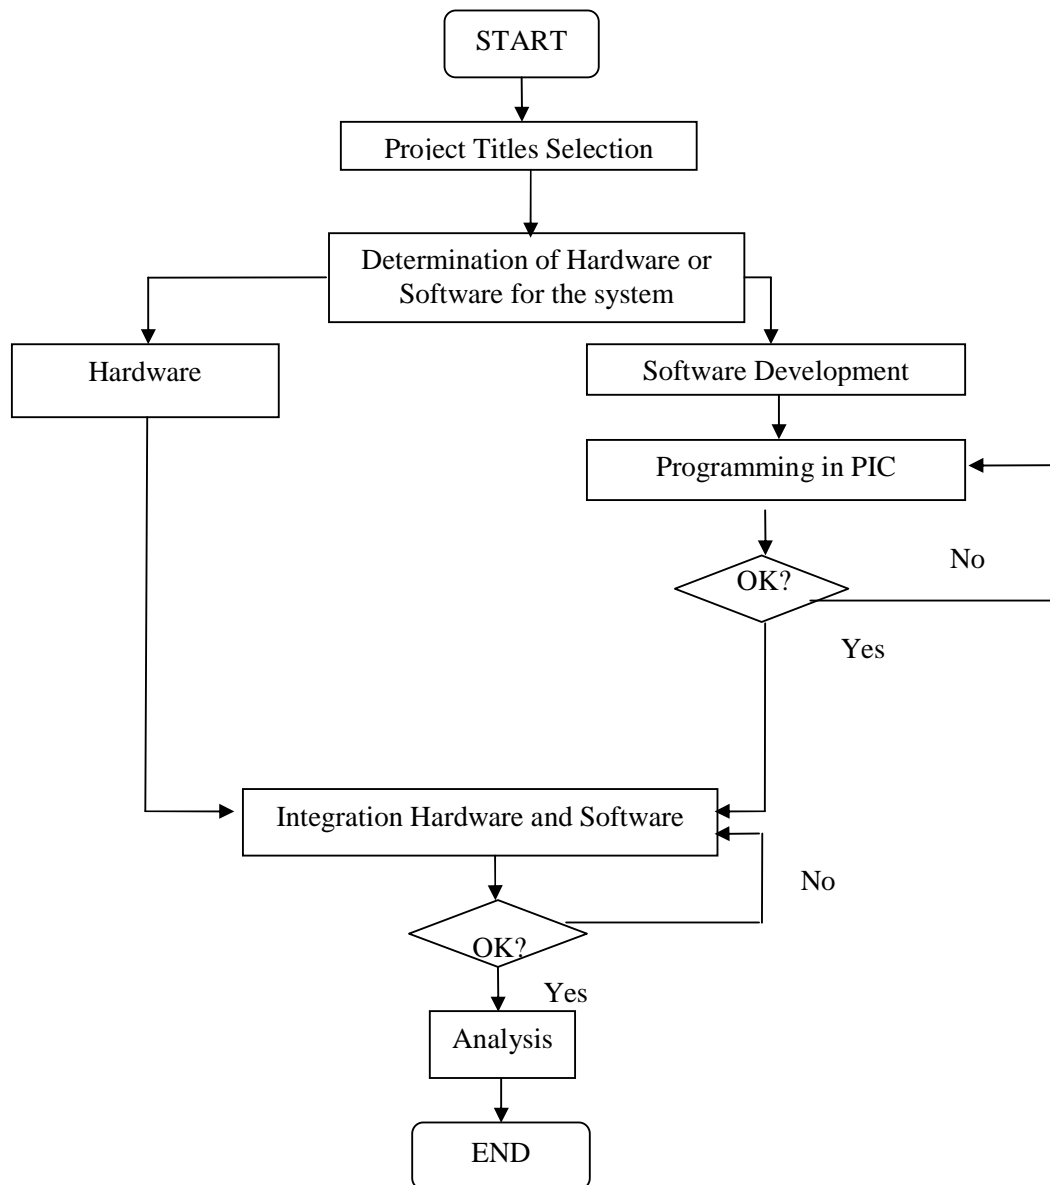 START
Project Titles Selection
Determination of Hardware or
Software for the system
Hardware
Software Development
Programming in PIC
OK?
No
Yes
Integration Hardware and Software
No
OK?
Yes
Analysis
END